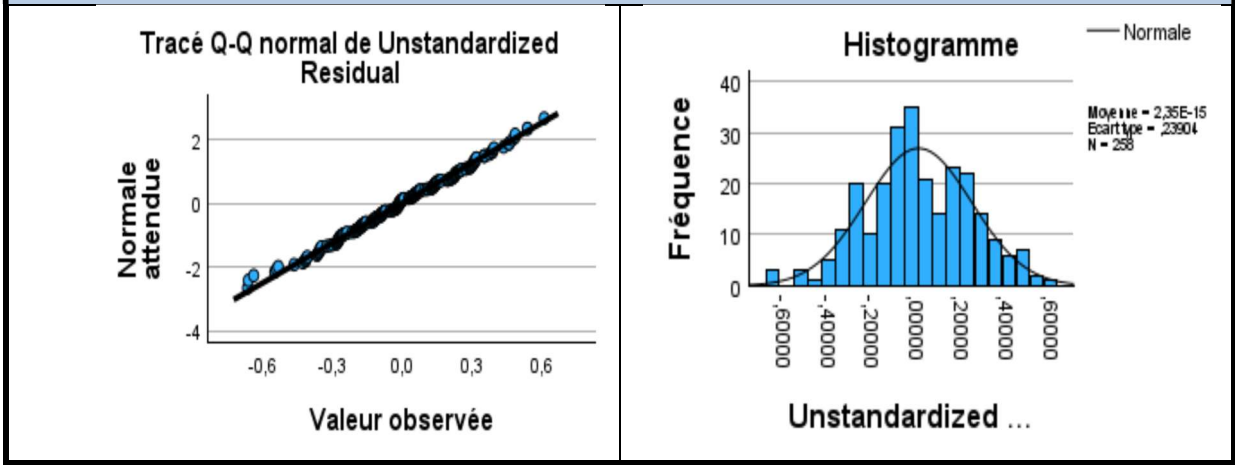 Tracé Q-Q normal de Unstandardized
Residual
Normale
attendue
2
0
-2
-4
-0,6
-0,3
0,0
0,3
0,6
Valeur observée
Histogramme
Normale
Moyenne = 2,35E-15
Ecart type = ,23904
N = 258
Fréquence
40
30
20
10
0
-,60000
-,40000
-,20000
,00000
,20000
,40000
,60000
Unstandardized ...